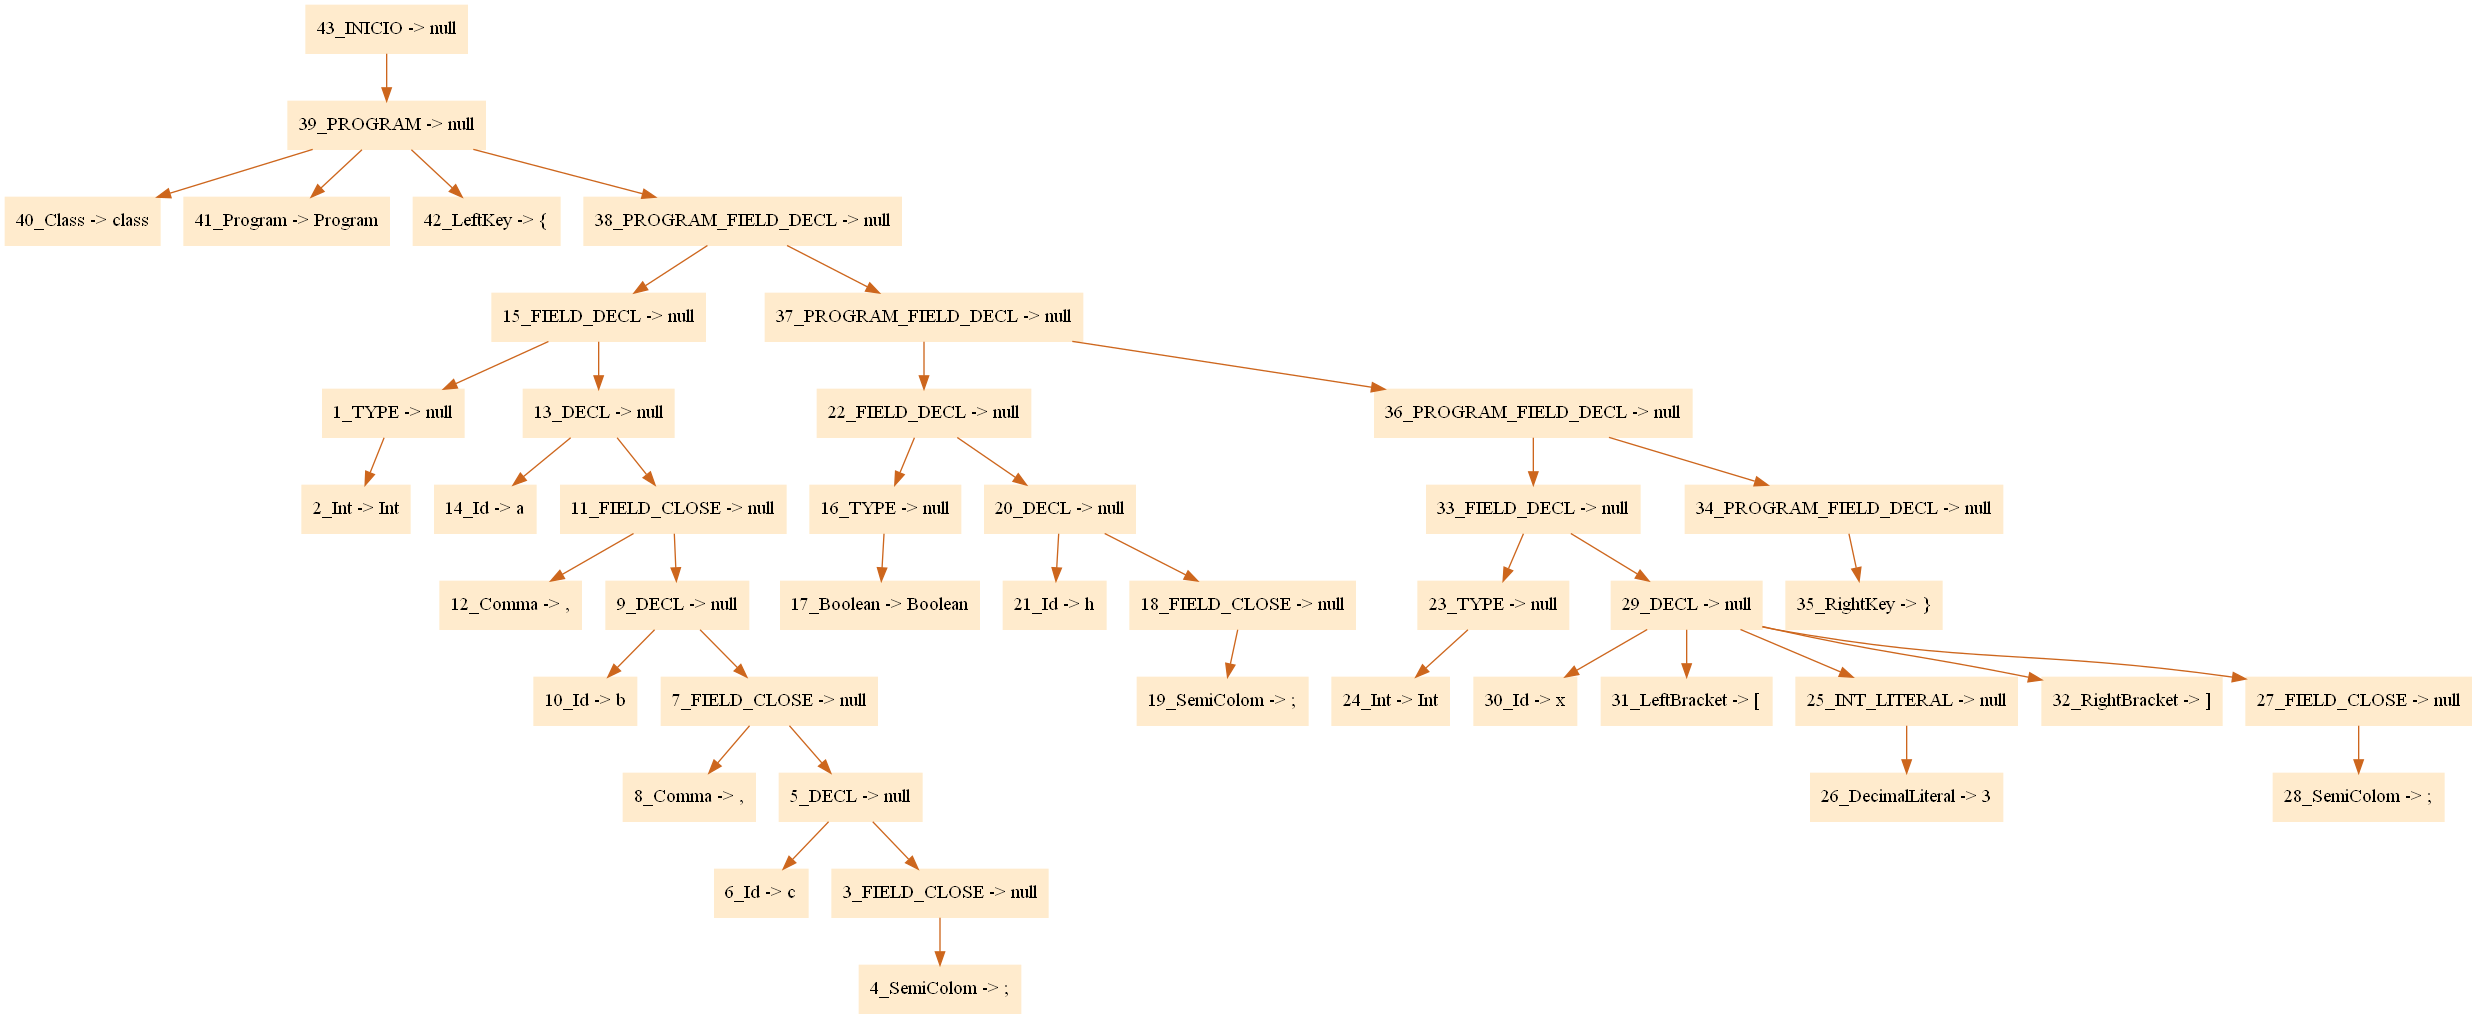 43_INICIO -> null
39_PROGRAM -> null
40_Class -> class
41_Program -> Program
42_LeftKey -> {
38_PROGRAM_FIELD_DECL -> null
15_FIELD_DECL -> null
37_PROGRAM_FIELD_DECL -> null
1_TYPE -> null
13_DECL -> null
22_FIELD_DECL -> null
36_PROGRAM_FIELD_DECL -> null
2_Int -> Int
14_Id -> a
11_FIELD_CLOSE -> null
16_TYPE -> null
20_DECL -> null
33_FIELD_DECL -> null
34_PROGRAM_FIELD_DECL -> null
12_Comma -> ,
9_DECL -> null
17_Boolean -> Boolean
21_Id -> h
18_FIELD_CLOSE -> null
23_TYPE -> null
29_DECL -> null
35_RightKey -> }
10_Id -> b
7_FIELD_CLOSE -> null
19_SemiColom -> ;
24_Int -> Int
30_Id -> x
31_LeftBracket -> [
25_INT_LITERAL -> null
32_RightBracket -> ]
27_FIELD_CLOSE -> null
8_Comma -> ,
5_DECL -> null
26_DecimalLiteral -> 3
28_SemiColom -> ;
6_Id -> c
3_FIELD_CLOSE -> null
4_SemiColom -> ;